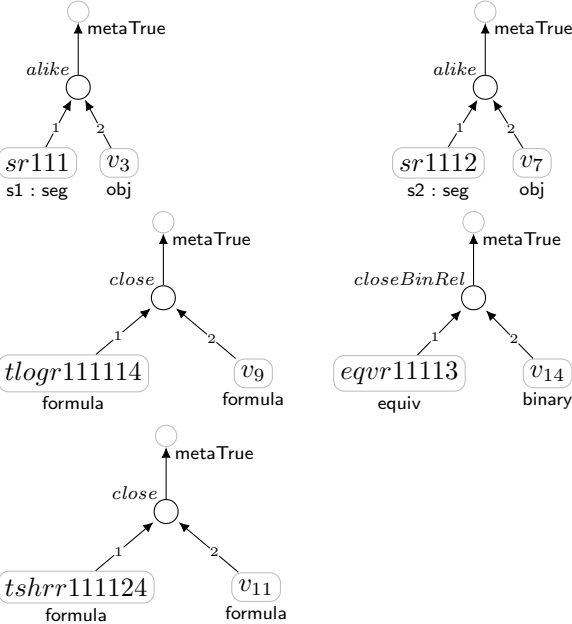 metaTrue metaTrue
alike alike
1 2 1 2
sr111 v3 sr1112 v7
s1 : seg obj s2 : seg obj
metaTrue metaTrue
close closeBinRel
1 2 1 2
tlogr111114 v9 eqvr11113 v14
formula formula equiv binary
metaTrue
close
1 2
tshrr111124 v11
formula formula